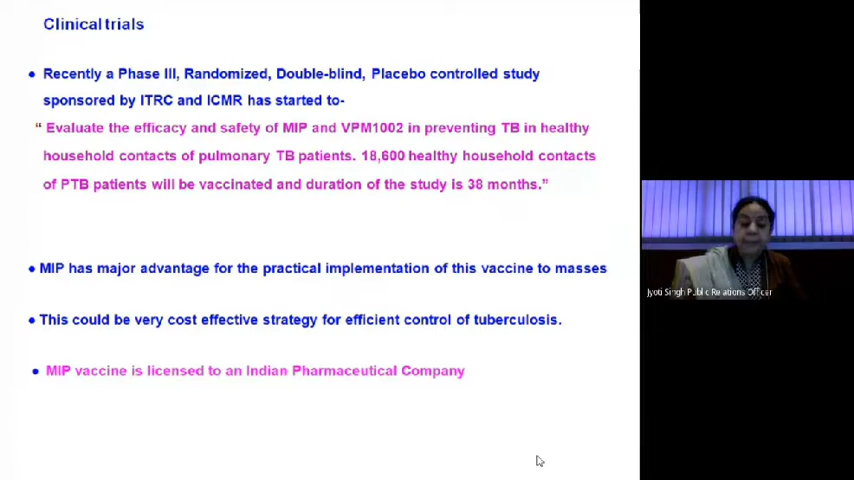 Clinical trials
• Recently a Phase III, Randomized, Double-blind, Placebo controlled study
sponsored by ITRC and ICMR has started to-
“ Evaluate the efficacy and safety of MIP and VPM1002 in preventing TB in healthy
household contacts of pulmonary TB patients. 18,600 healthy household contacts
of PTB patients will be vaccinated and duration of the study is 38 months.”
• MIP has major advantage for the practical implementation of this vaccine to masses
• This could be very cost effective strategy for efficient control of tuberculosis.
• MIP vaccine is licensed to an Indian Pharmaceutical Company
Jyoti Singh Public Relations Officer